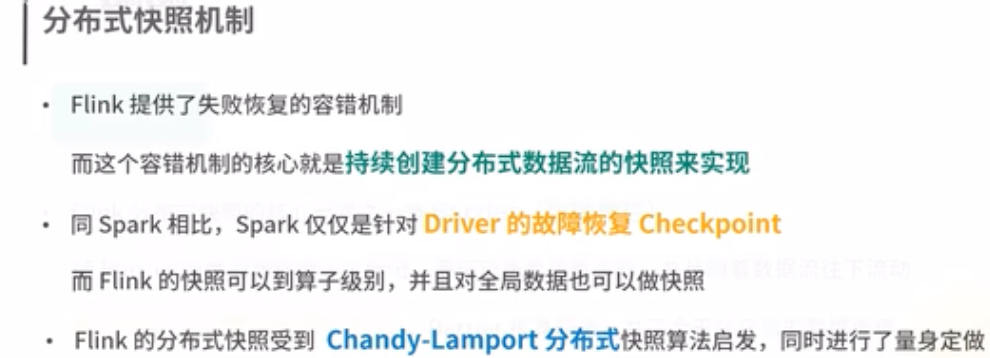 分布式快照机制
• Flink 提供了失败恢复的容错机制
而这个容错机制的核心就是持续创建分布式数据流的快照来实现
• 同 Spark 相比，Spark 仅仅是针对 Driver 的故障恢复 Checkpoint
而 Flink 的快照可以到算子级别，并且对全局数据也可以做快照
• Flink 的分布式快照受到 Chandy-Lamport 分布式快照算法启发，同时进行了量身定做